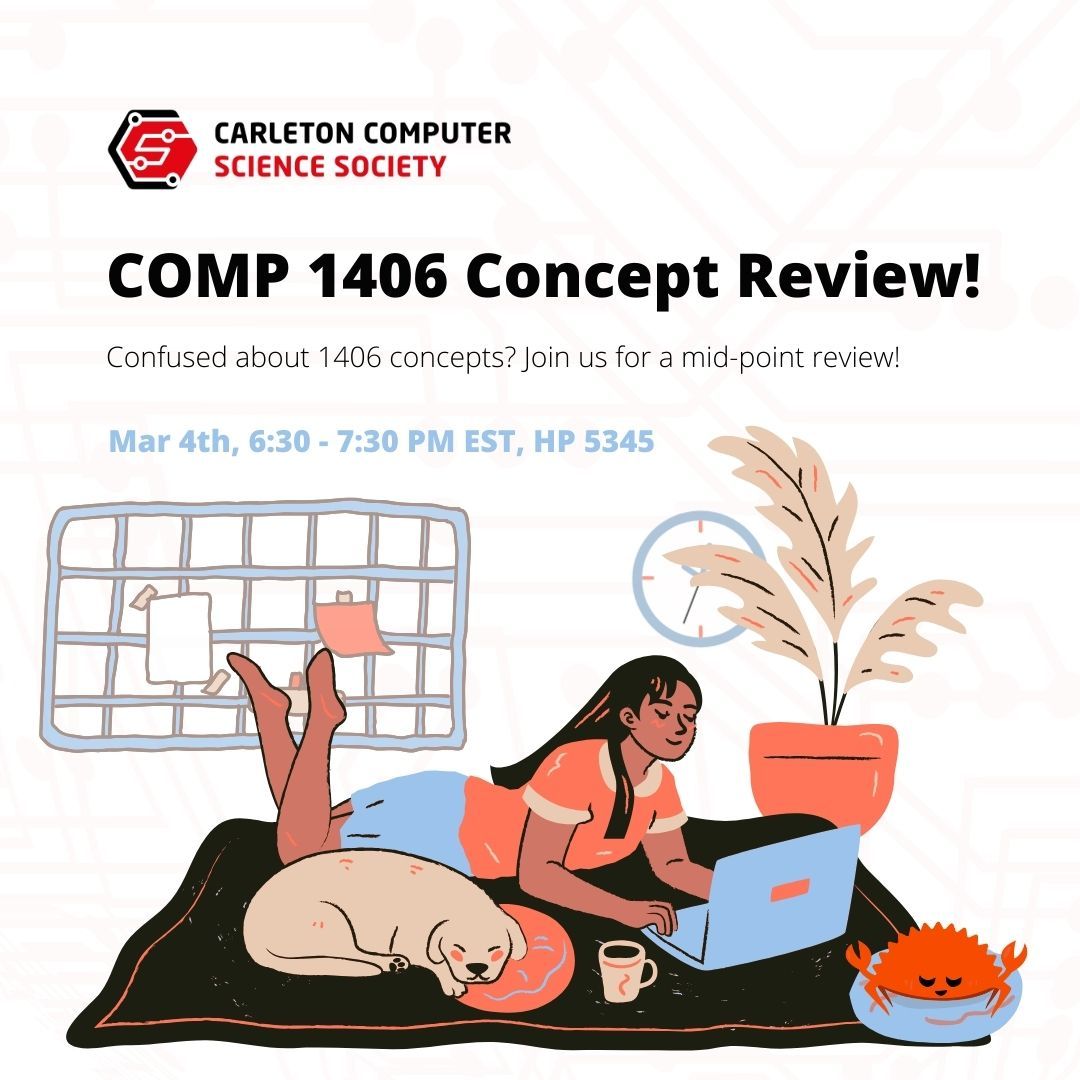 CARLETON COMPUTER
SCIENCE SOCIETY
COMP 1406 Concept Review!
Confused about 1406 concepts? Join us for a mid-point review!
Mar 4th, 6:30 - 7:30 PM EST, HP 5345